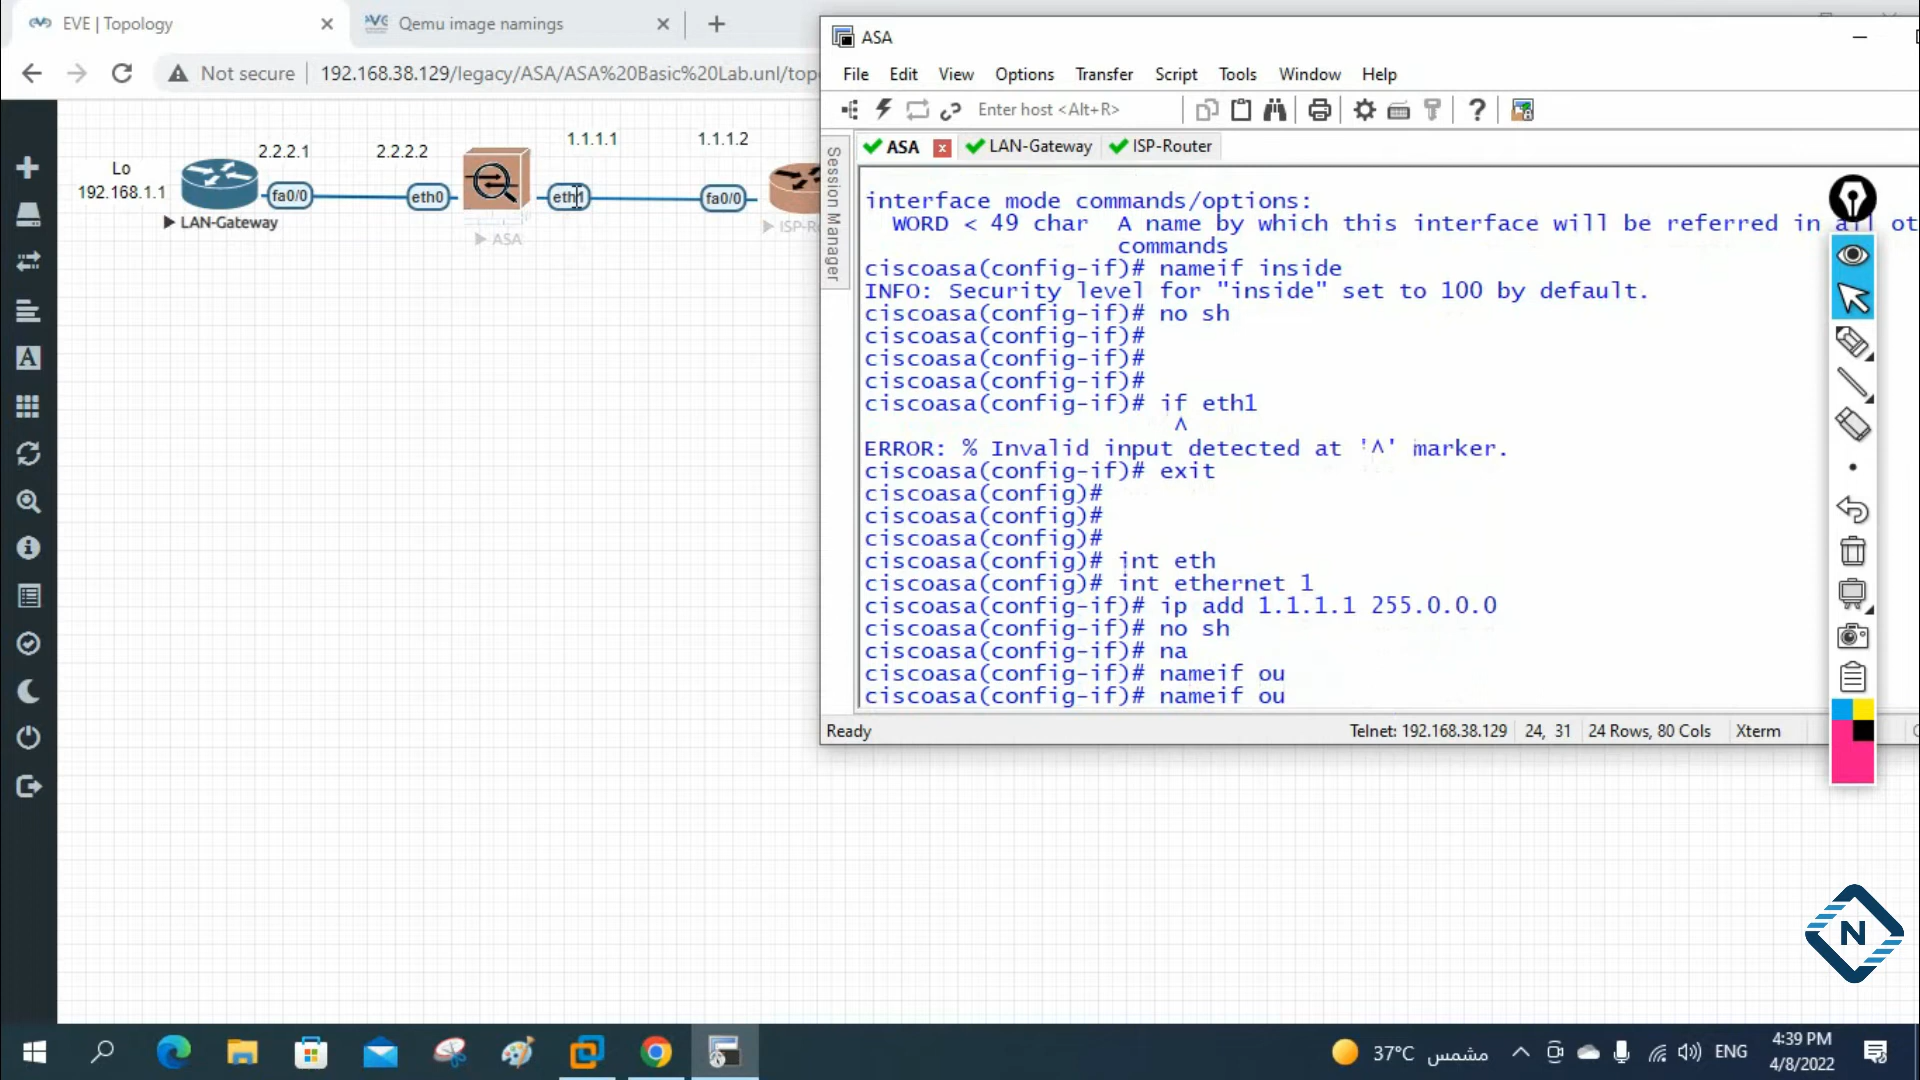 EVE | Topology
Qemu image namings
Not secure
192.168.38.129/legacy/ASA/ASA%20Basic%20Lab.unl/top
Lo
192.168.1.1
2.2.2.1
2.2.2.2
1.1.1.1
1.1.1.2
fa0/0
eth0
eth1
fa0/0
LAN-Gateway
ASA
ISP-R
ASA
File Edit View Options Transfer Script Tools Window Help
Enter host <Alt+R>
Session Manager
ASA
LAN-Gateway
ISP-Router
interface mode commands/options:
WORD < 49 char A name by which this interface will be referred in all ot
commands
ciscoasa(config-if)# nameif inside
INFO: Security level for "inside" set to 100 by default.
ciscoasa(config-if)# no sh
ciscoasa(config-if)#
ciscoasa(config-if)#
ciscoasa(config-if)#
ciscoasa(config-if)# if eth1
^
ERROR: % Invalid input detected at '^' marker.
ciscoasa(config-if)# exit
ciscoasa(config)#
ciscoasa(config)#
ciscoasa(config)#
ciscoasa(config)# int eth
ciscoasa(config)# int ethernet 1
ciscoasa(config-if)# ip add 1.1.1.1 255.0.0.0
ciscoasa(config-if)# no sh
ciscoasa(config-if)# na
ciscoasa(config-if)# nameif ou
ciscoasa(config-if)# nameif ou
Ready
Telnet: 192.168.38.129
24, 31
24 Rows, 80 Cols
Xterm
N
37°C مشمس
ENG
4:39 PM
4/8/2022